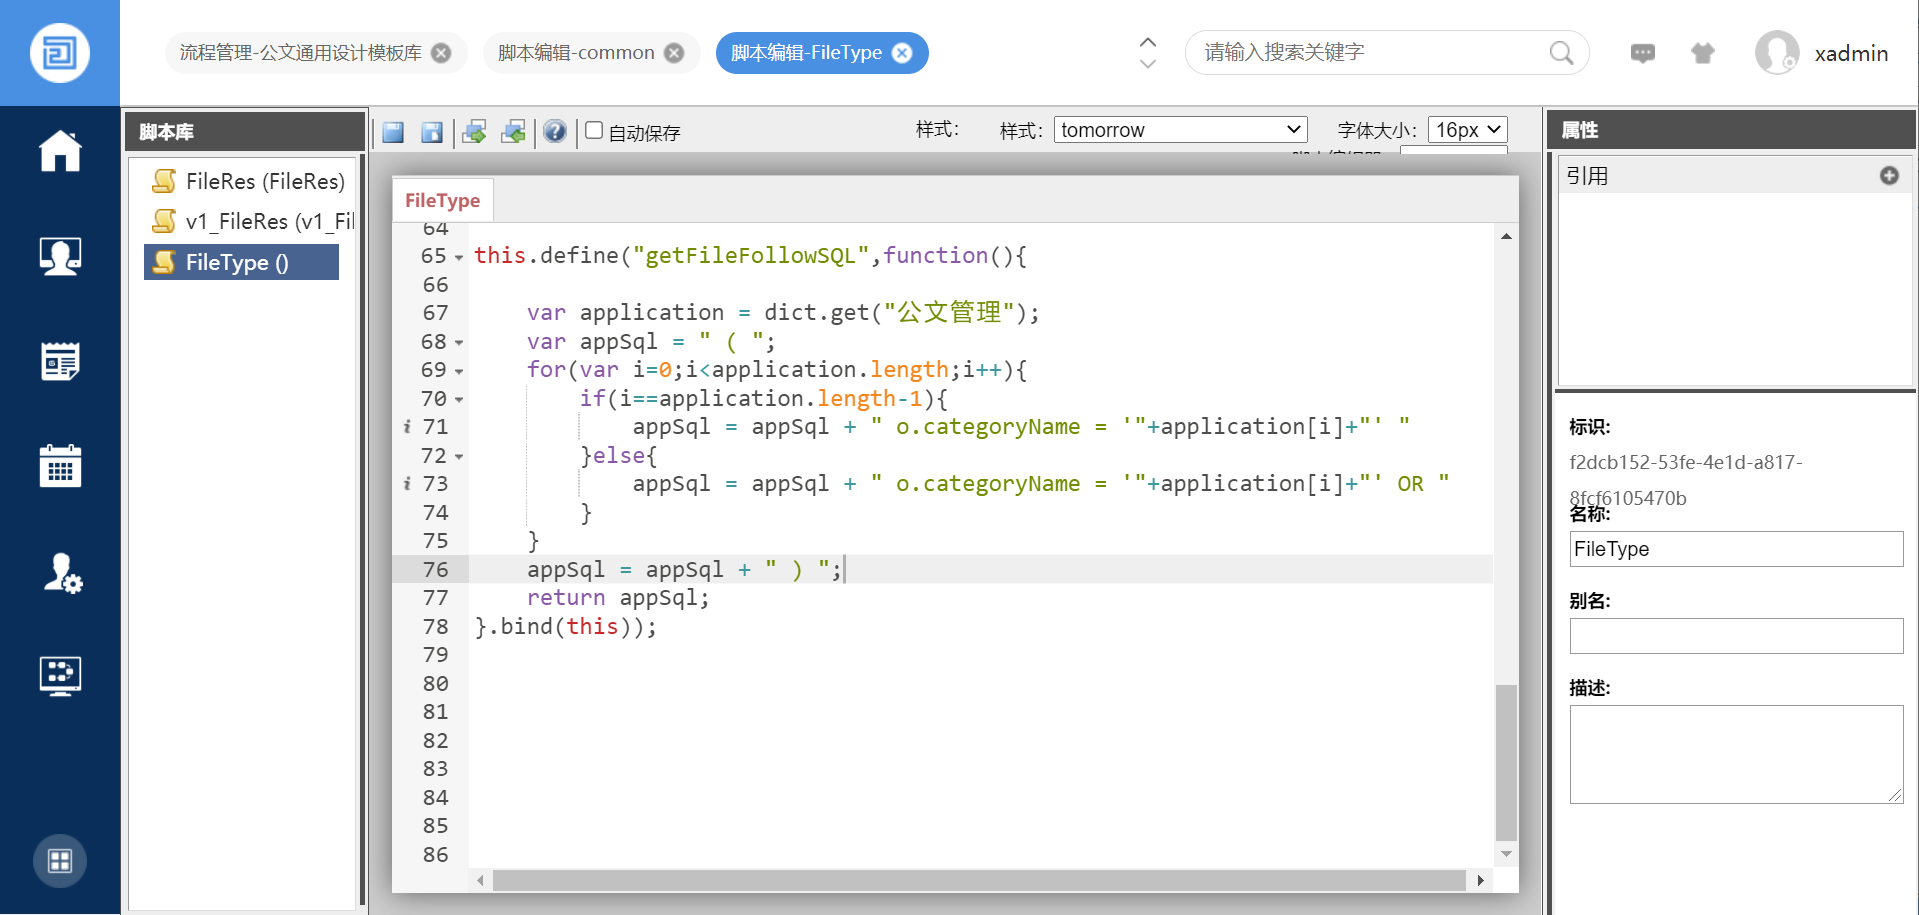 流程管理-公文通用设计模板库
脚本编辑-common
脚本编辑-FileType
请输入搜索关键字
xadmin
脚本库
FileRes (FileRes)
v1_FileRes (v1_Fil
FileType ()
自动保存
样式:
样式:
tomorrow
字体大小:
16px
FileType
64
65 this.define("getFileFollowSQL",function(){
66
67 var application = dict.get("公文管理");
68 var appSql = " ( ";
69 for(var i=0;i<application.length;i++){
70 if(i==application.length-1){
71 appSql = appSql + " o.categoryName = '"+application[i]+"' "
72 }else{
73 appSql = appSql + " o.categoryName = '"+application[i]+"' OR "
74 }
75 }
76 appSql = appSql + " ) ";
77 return appSql;
78 }.bind(this));
79
80
81
82
83
84
85
86
属性
引用
标识:
f2dcb152-53fe-4e1d-a817-
8fcf6105470b
名称:
FileType
别名:
描述: